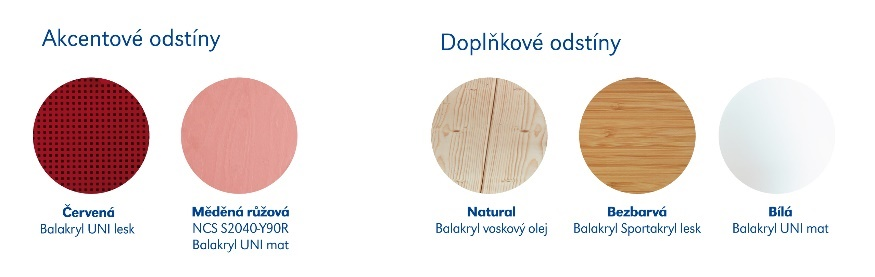 Akcentové odstíny
Červená
Balakryl UNI lesk
Měděná růžová
NCS S2040-Y90R
Balakryl UNI mat
Doplňkové odstíny
Natural
Balakryl voskový olej
Bezbarvá
Balakryl Sportakryl lesk
Bílá
Balakryl UNI mat